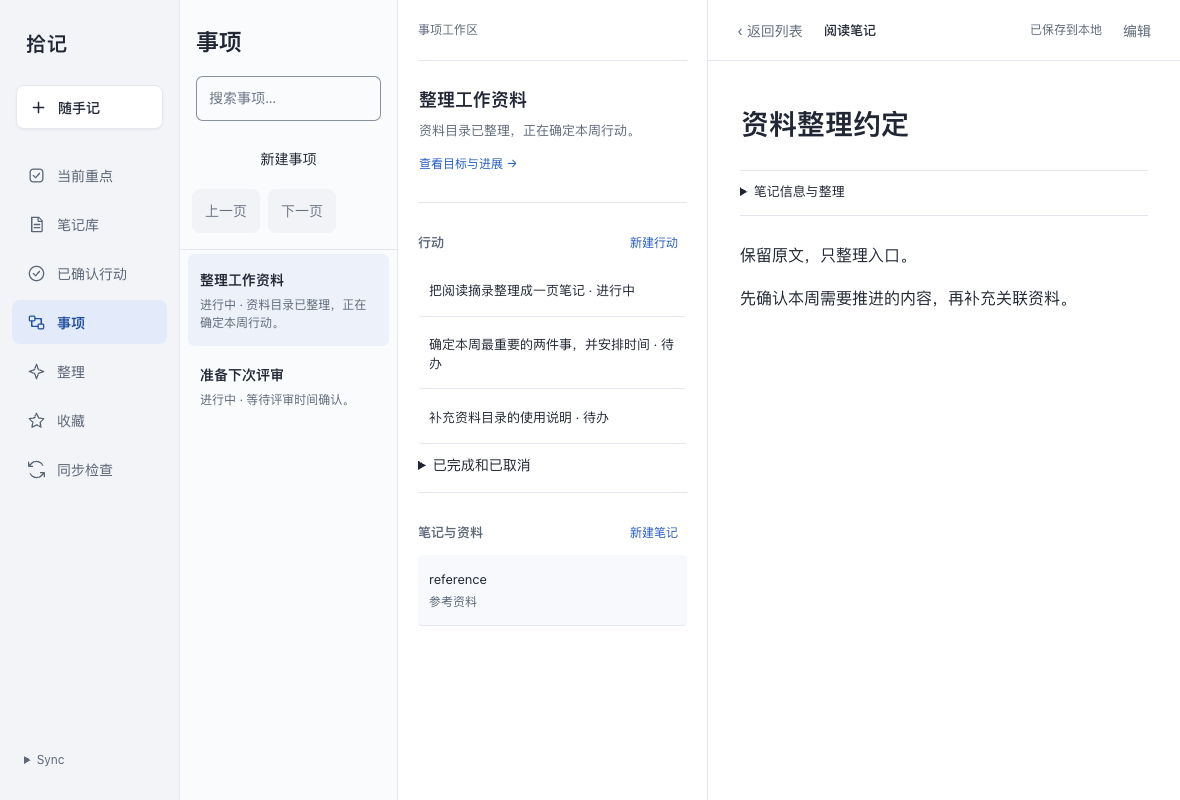 拾记
随手记
当前重点
笔记库
已确认行动
事项
整理
收藏
同步检查
Sync
事项
搜索事项...
新建事项
上一页
下一页
整理工作资料
进行中 · 资料目录已整理，正在
确定本周行动。
准备下次评审
进行中 · 等待评审时间确认。
事项工作区
整理工作资料
资料目录已整理，正在确定本周行动。
查看目标与进展 →
行动
新建行动
把阅读摘录整理成一页笔记 · 进行中
确定本周最重要的两件事，并安排时间 · 待
办
补充资料目录的使用说明 · 待办
已完成和已取消
笔记与资料
新建笔记
reference
参考资料
‹ 返回列表
阅读笔记
已保存到本地
编辑
资料整理约定
笔记信息与整理
保留原文，只整理入口。
先确认本周需要推进的内容，再补充关联资料。